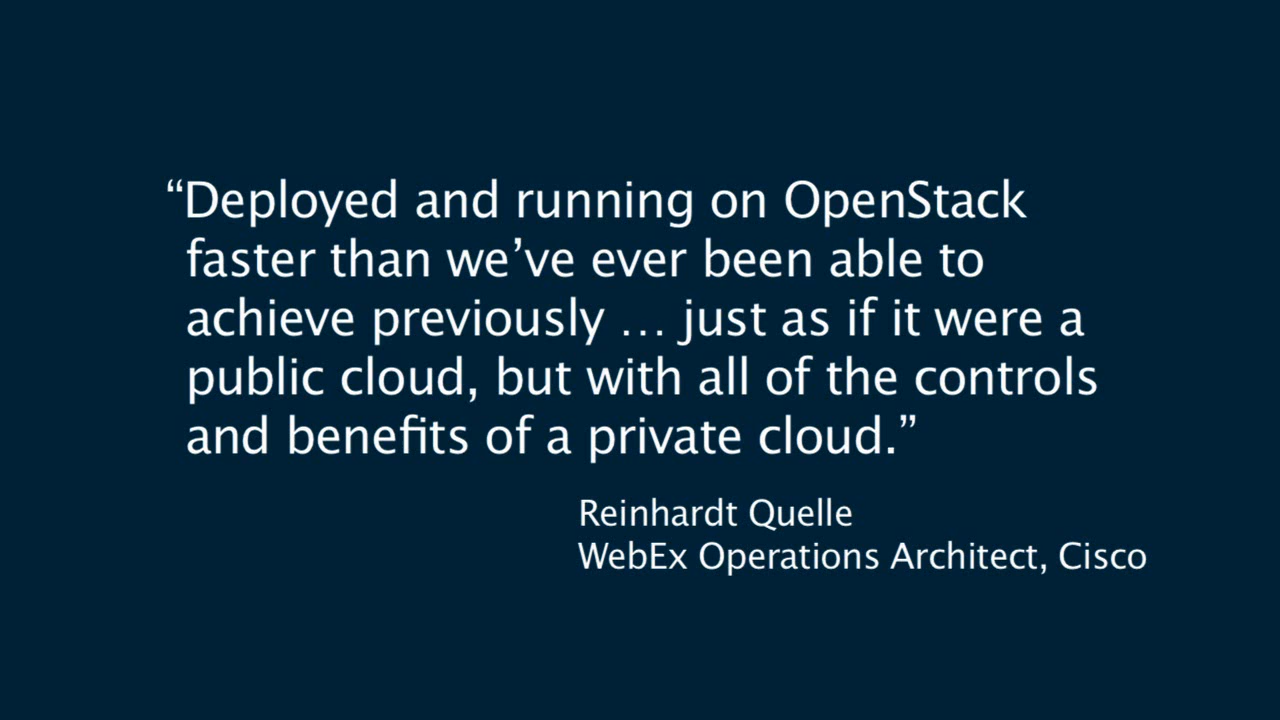 “Deployed and running on OpenStack
faster than we’ve ever been able to
achieve previously … just as if it were a
public cloud, but with all of the controls
and benefits of a private cloud.”
Reinhardt Quelle
WebEx Operations Architect, Cisco